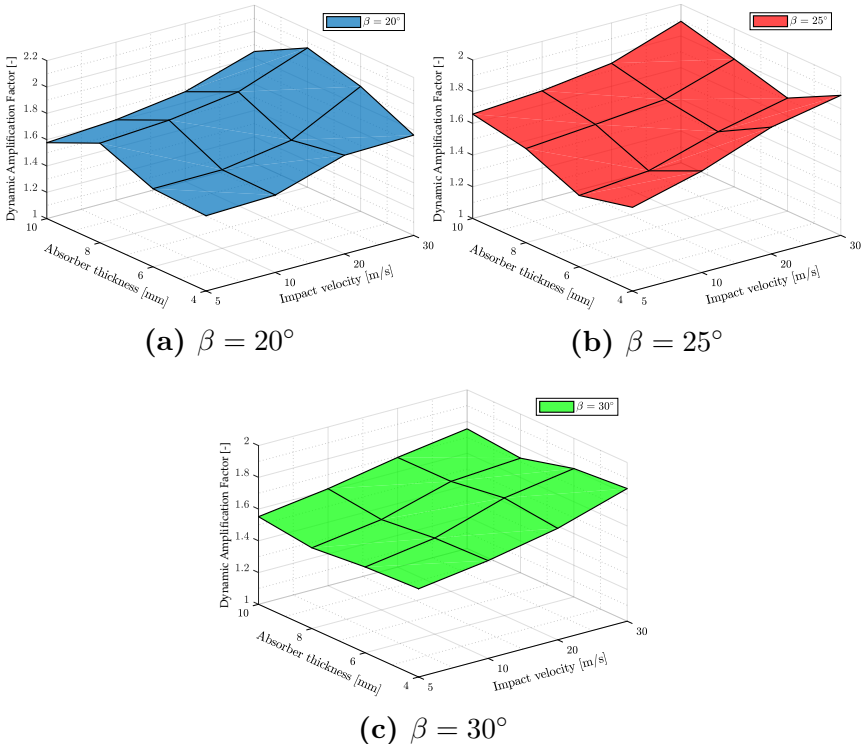 β = 20°
2.2
2
1.8
1.6
1.4
1.2
1
Dynamic Amplification Factor [-]
10
8
6
4
Absorber thickness [mm]
5
10
20
30
Impact velocity [m/s]
(a) β = 20°
β = 25°
2
1.8
1.6
1.4
1.2
1
Dynamic Amplification Factor [-]
10
8
6
4
Absorber thickness [mm]
5
10
20
30
Impact velocity [m/s]
(b) β = 25°
β = 30°
2
1.8
1.6
1.4
1.2
1
Dynamic Amplification Factor [-]
10
8
6
4
Absorber thickness [mm]
5
10
20
30
Impact velocity [m/s]
(c) β = 30°